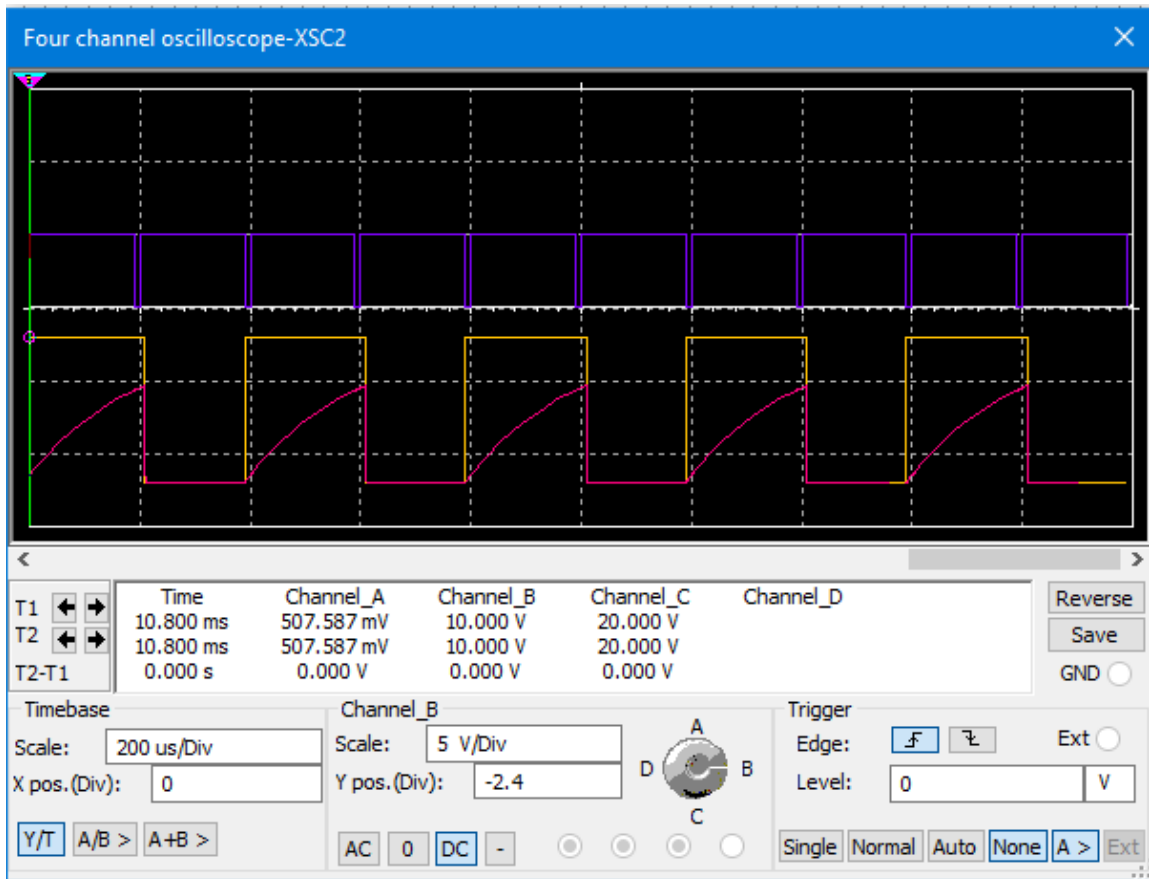 Four channel oscilloscope-XSC2
Time Channel_A Channel_B Channel_C Channel_D
T1 10.800 ms 507.587 mV 10.000 V 20.000 V
T2 10.800 ms 507.587 mV 10.000 V 20.000 V
T2-T1 0.000 s 0.000 V 0.000 V 0.000 V
Reverse
Save
GND
Timebase
Scale: 200 us/Div
X pos.(Div): 0
Y/T A/B > A+B >
Channel_B
Scale: 5 V/Div
Y pos.(Div): -2.4
AC 0 DC -
A
D B
C
Trigger
Edge: Ext
Level: 0 V
Single Normal Auto None A > Ext